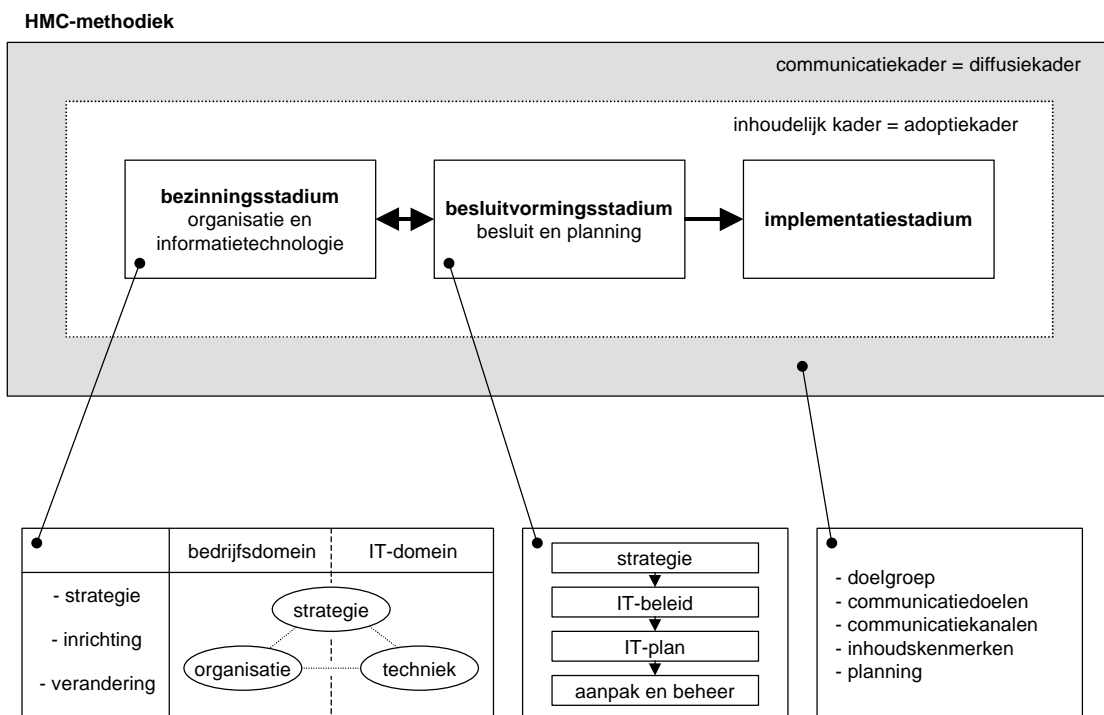 HMC-methodiek
communicatiekader = diffusiekader
inhoudelijk kader = adoptiekader
bezinningsstadium
organisatie en
informatietechnologie
besluitvormingsstadium
besluit en planning
implementatiestadium
bedrijfsdomein
IT-domein
- strategie
- inrichting
- verandering
strategie
organisatie
techniek
strategie
IT-beleid
IT-plan
aanpak en beheer
- doelgroep
- communicatiedoelen
- communicatiekanalen
- inhoudskenmerken
- planning